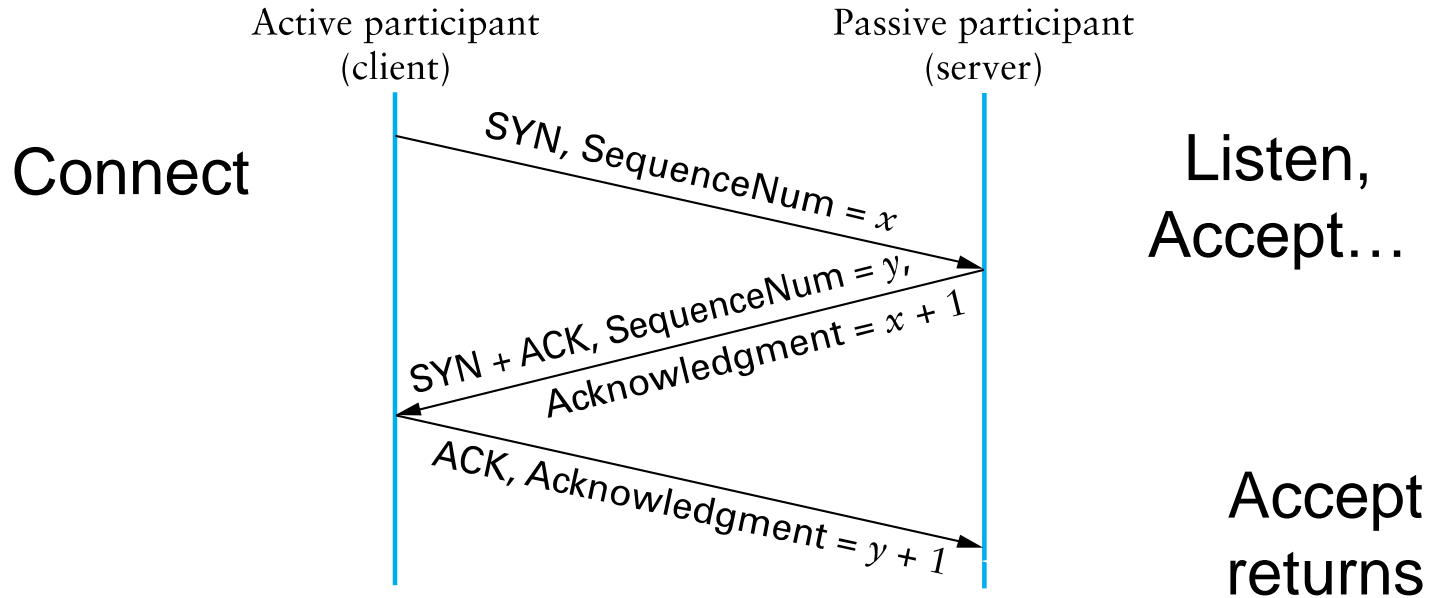 Active participant
(client)
Passive participant
(server)
Connect
SYN, SequenceNum = x
Listen,
Accept…
SYN + ACK, SequenceNum = y,
Acknowledgment = x + 1
ACK, Acknowledgment = y + 1
Accept
returns